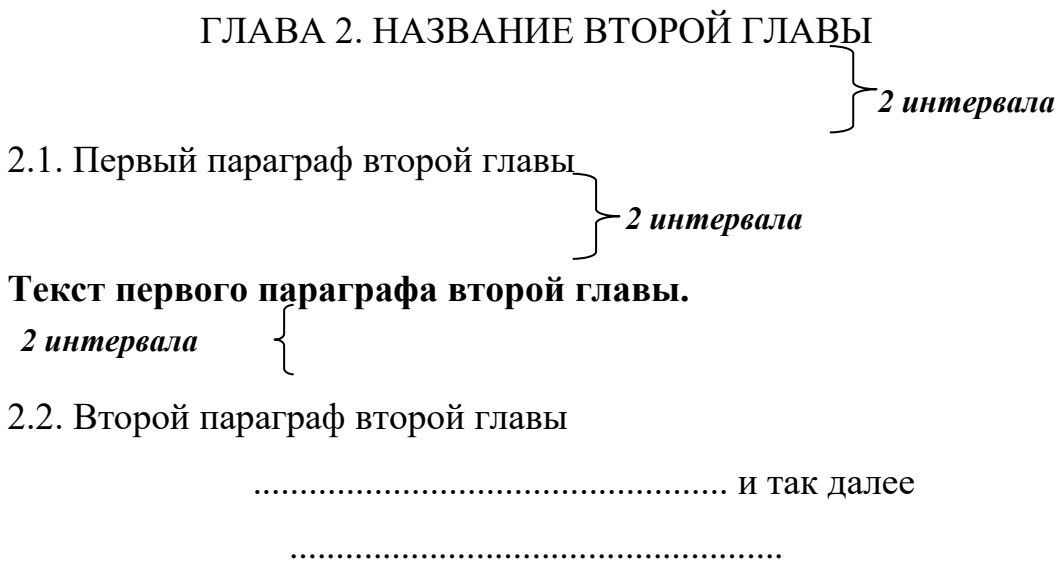 ГЛАВА 2. НАЗВАНИЕ ВТОРОЙ ГЛАВЫ
2 интервала
2.1. Первый параграф второй главы
2 интервала
Текст первого параграфа второй главы.
2 интервала
2.2. Второй параграф второй главы
................................................... и так далее
.....................................................